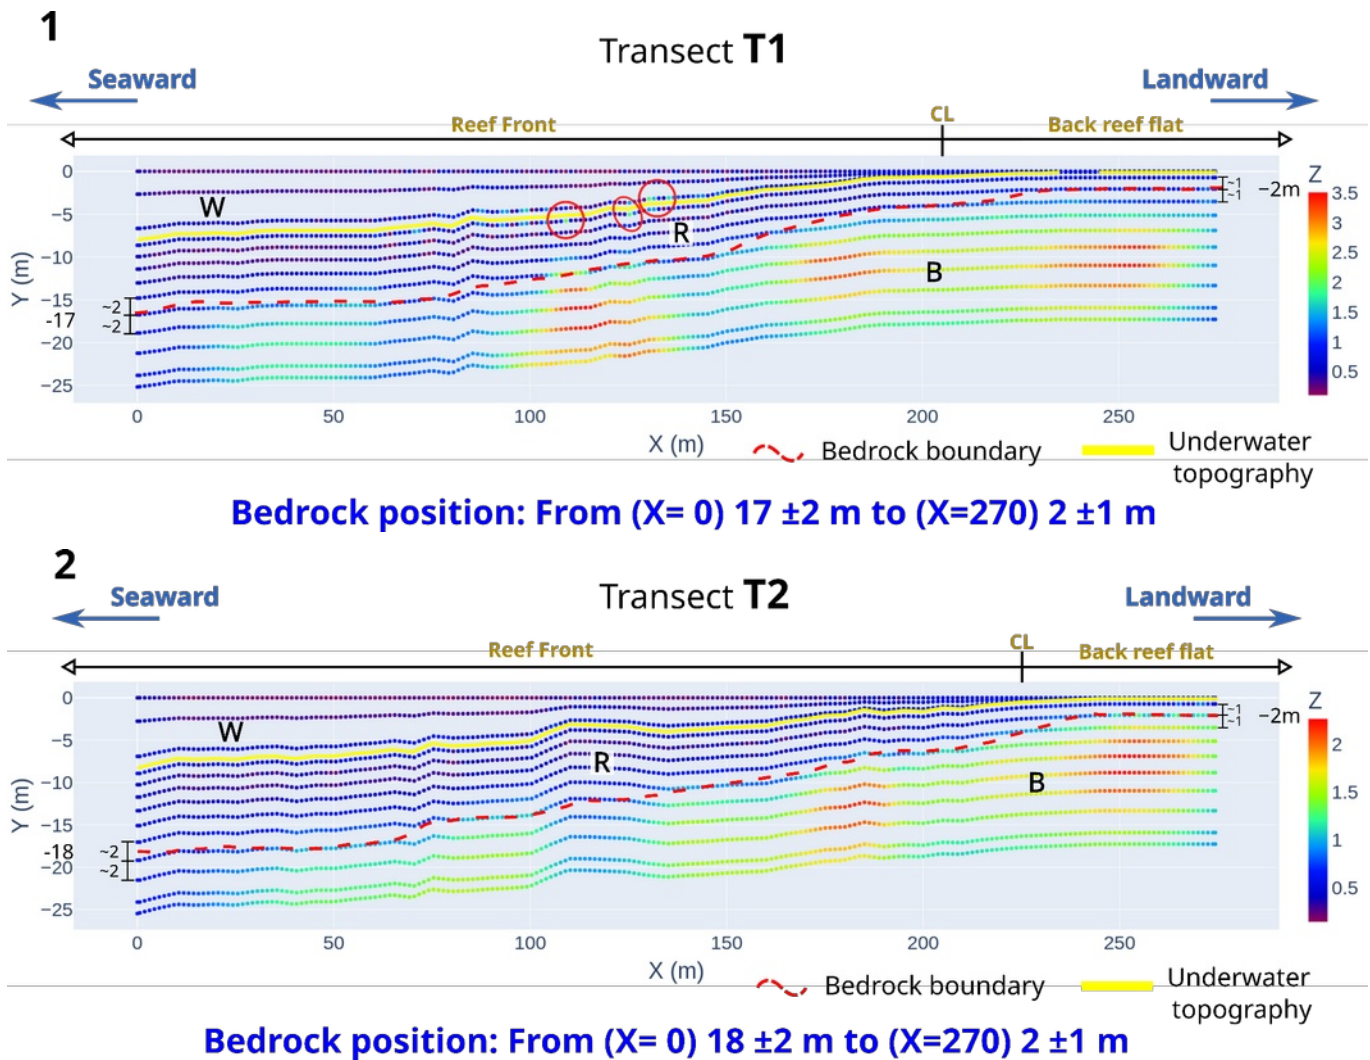 1
Transect T1
Seaward
Landward
Reef Front
CL
Back reef flat
W
R
B
0
−5
−10
−15
−20
−25
Y (m)
~2
-17
~2
~1
~1
−2m
Z
3.5
3
2.5
2
1.5
1
0.5
0
50
100
150
200
250
X (m)
Bedrock boundary
Underwater
topography
Bedrock position: From (X= 0) 17 ±2 m to (X=270) 2 ±1 m
2
Transect T2
Seaward
Landward
Reef Front
CL
Back reef flat
W
R
B
0
−5
−10
−15
−20
−25
Y (m)
~2
-18
~2
~1
~1
−2m
Z
2
1.5
1
0.5
0
50
100
150
200
250
X (m)
Bedrock boundary
Underwater
topography
Bedrock position: From (X= 0) 18 ±2 m to (X=270) 2 ±1 m